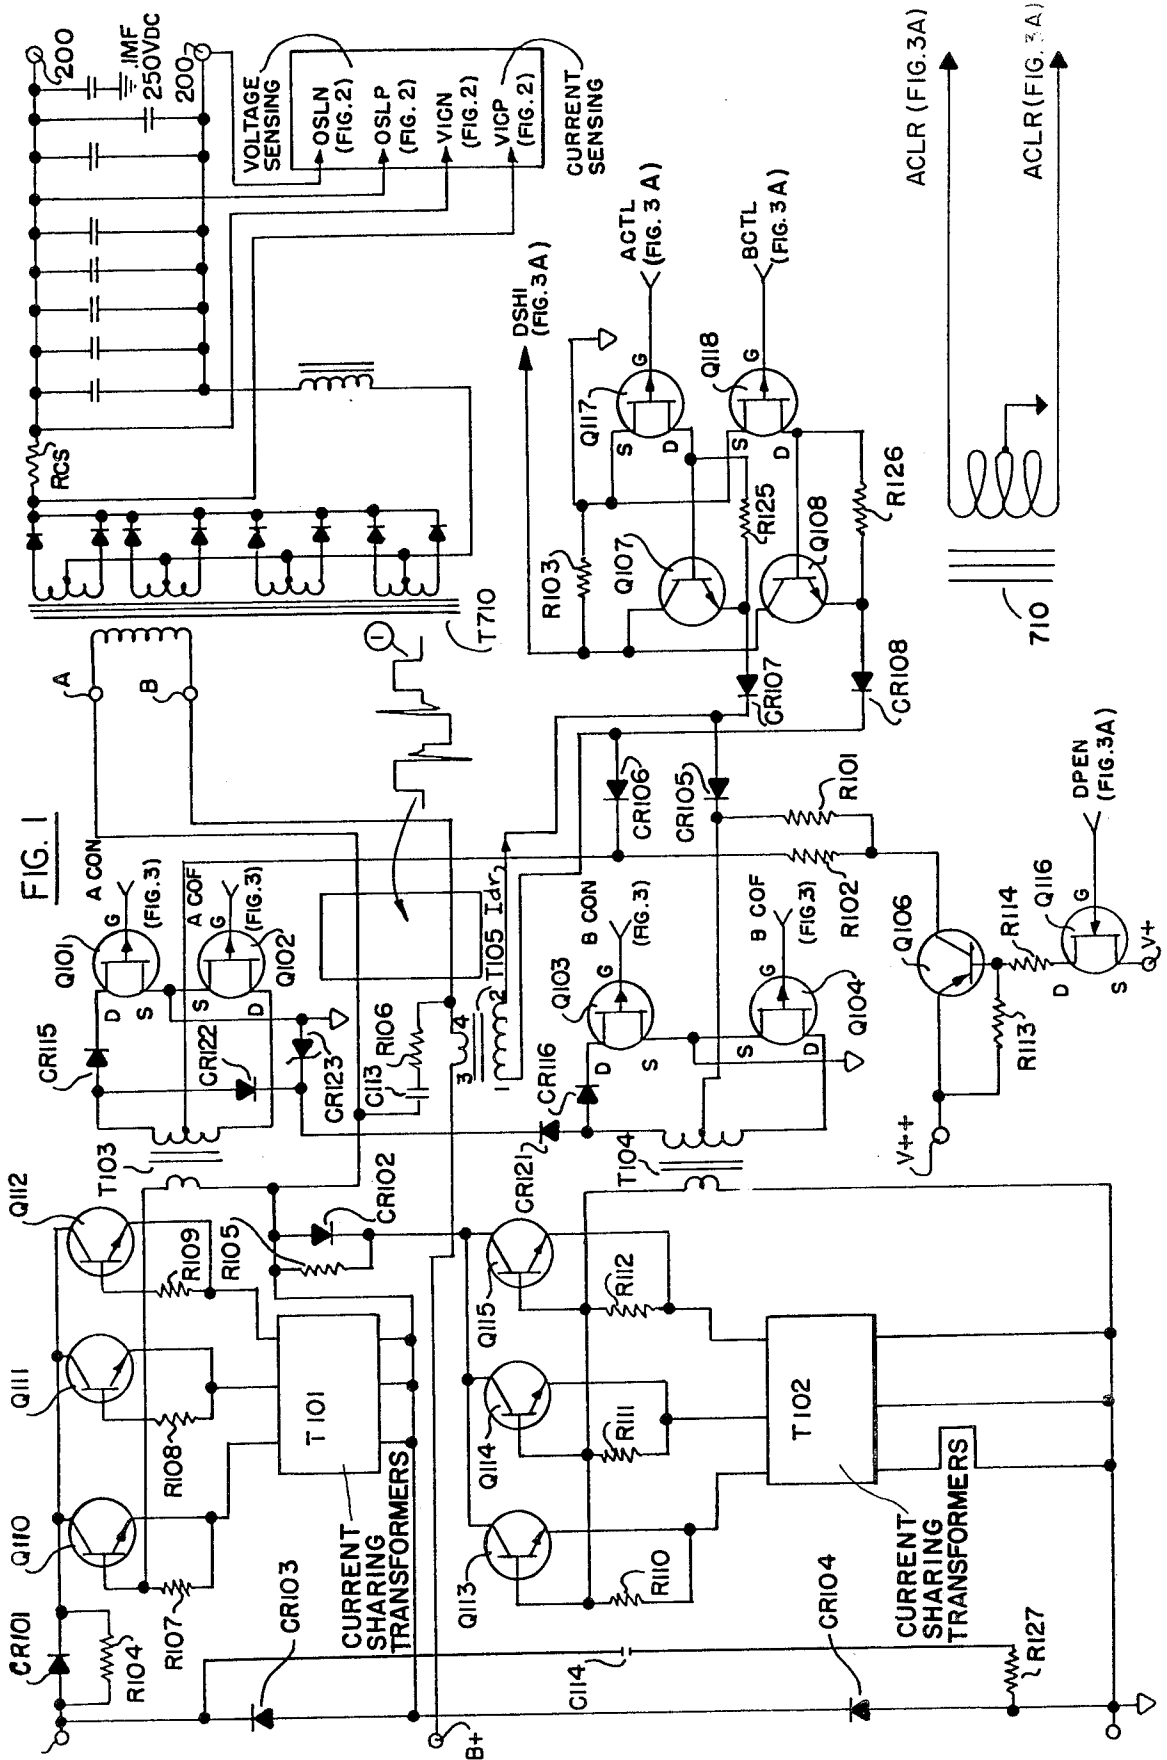 FIG. 1
CR101
R104
Q110
R107
Q111
R108
Q112
R109
R105
T101
CURRENT
SHARING
TRANSFORMERS
CR103
B+
C114
CR104
R127
T103
CR115
CR122
CR123
Q101
D
S
G
A CON
(FIG.3)
A COF
G
(FIG.3)
S
D
Q102
CR102
C113
R106
3
4
1
2
T105
Idr
CR116
CR121
T104
Q113
R110
Q114
R111
Q115
R112
T102
CURRENT
SHARING
TRANSFORMERS
Q103
D
S
G
B CON
(FIG.3)
B COF
(FIG.3)
G
S
D
Q104
V++
R113
Q106
R114
D
S
G
Q116
V+
DPEN
(FIG.3A)
R102
R101
CR106
CR105
A
B
1
T710
RCS
200
.1MF
250VDC
200
VOLTAGE
SENSING
OSLN
(FIG.2)
OSLP
(FIG.2)
VICN
(FIG.2)
VICP
(FIG.2)
CURRENT
SENSING
DSHI
(FIG.3A)
R103
Q107
Q117
S
D
G
ACTL
(FIG.3A)
Q118
S
D
G
BCTL
(FIG.3A)
R125
Q108
R126
CR107
CR108
710
ACLR (FIG.3A)
ACLR (FIG.3A)